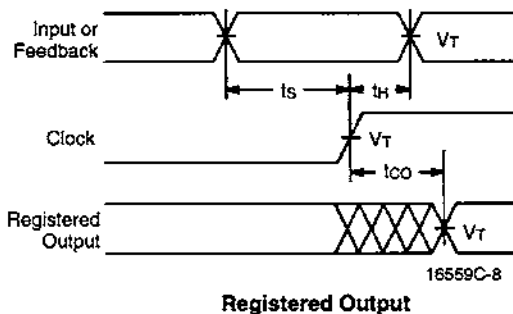 Input or
Feedback
VT
tS
tH
Clock
VT
tCO
Registered
Output
VT
16559C-8
Registered Output